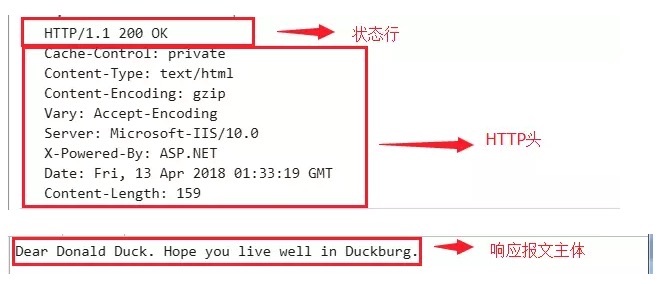 HTTP/1.1 200 OK 状态行
Cache-Control: private
Content-Type: text/html
Content-Encoding: gzip
Vary: Accept-Encoding
Server: Microsoft-IIS/10.0
HTTP头
X-Powered-By: ASP.NET
Date: Fri, 13 Apr 2018 01:33:19 GMT
Content-Length: 159
Dear Donald Duck. Hope you live well in Duckburg. 响应报文主体